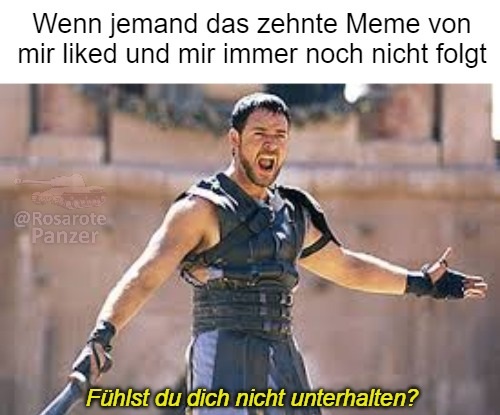 Wenn jemand das zehnte Meme von
mir liked und mir immer noch nicht folgt
@Rosarote
Panzer
Fühlst du dich nicht unterhalten?